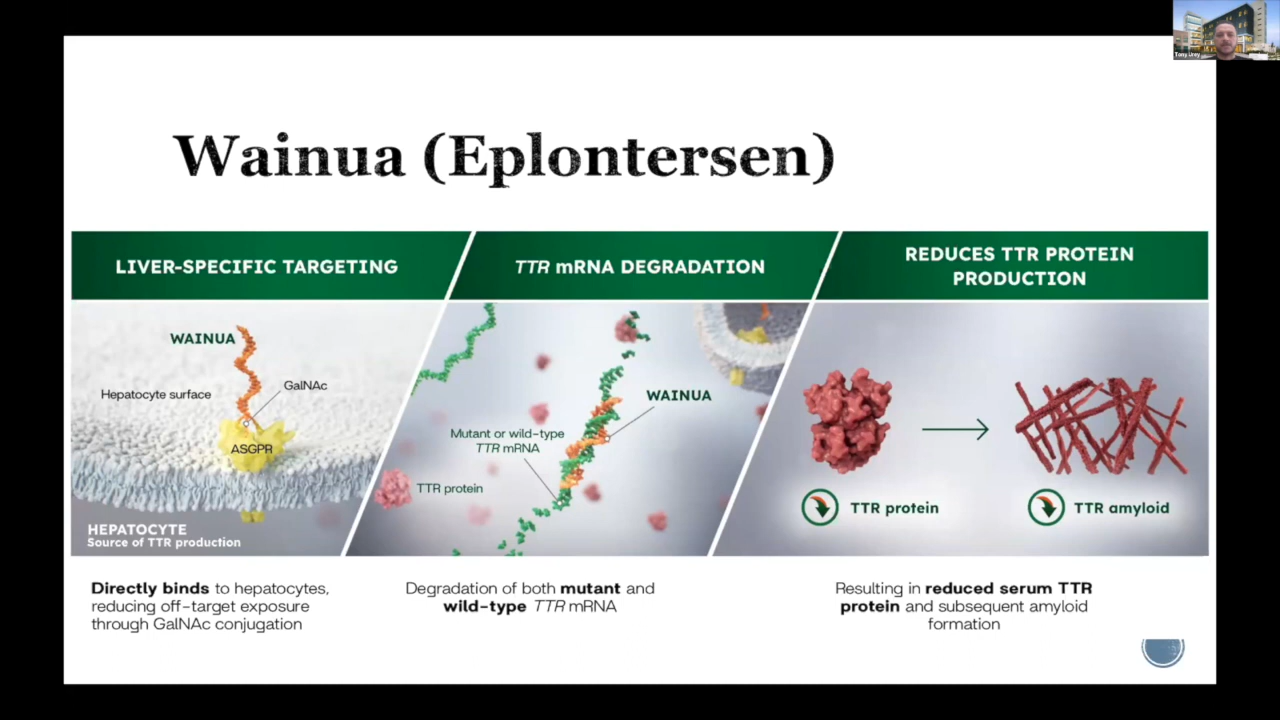 Tony Urey
Wainua (Eplontersen)
LIVER-SPECIFIC TARGETING
TTR mRNA DEGRADATION
REDUCES TTR PROTEIN
PRODUCTION
WAINUA
Hepatocyte surface
GalNAc
ASGPR
HEPATOCYTE
Source of TTR production
WAINUA
Mutant or wild-type
TTR mRNA
TTR protein
TTR protein
TTR amyloid
Directly binds to hepatocytes,
reducing off-target exposure
through GalNAc conjugation
Degradation of both mutant and
wild-type TTR mRNA
Resulting in reduced serum TTR
protein and subsequent amyloid
formation